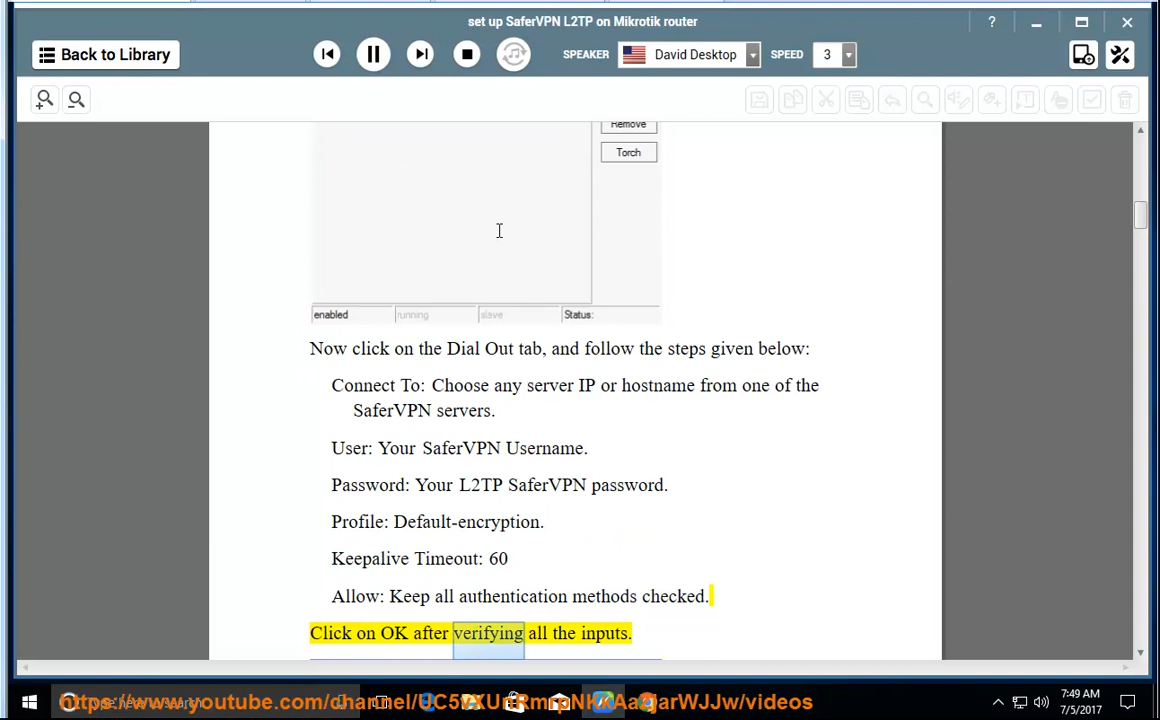 set up SaferVPN L2TP on Mikrotik router
?
Back to Library
SPEAKER
David Desktop
SPEED
3
Remove
Torch
enabled
running
slave
Status:
Now click on the Dial Out tab, and follow the steps given below:
Connect To: Choose any server IP or hostname from one of the
SaferVPN servers.
User: Your SaferVPN Username.
Password: Your L2TP SaferVPN password.
Profile: Default-encryption.
Keepalive Timeout: 60
Allow: Keep all authentication methods checked.
Click on OK after verifying all the inputs.
7:49 AM
7/5/2017